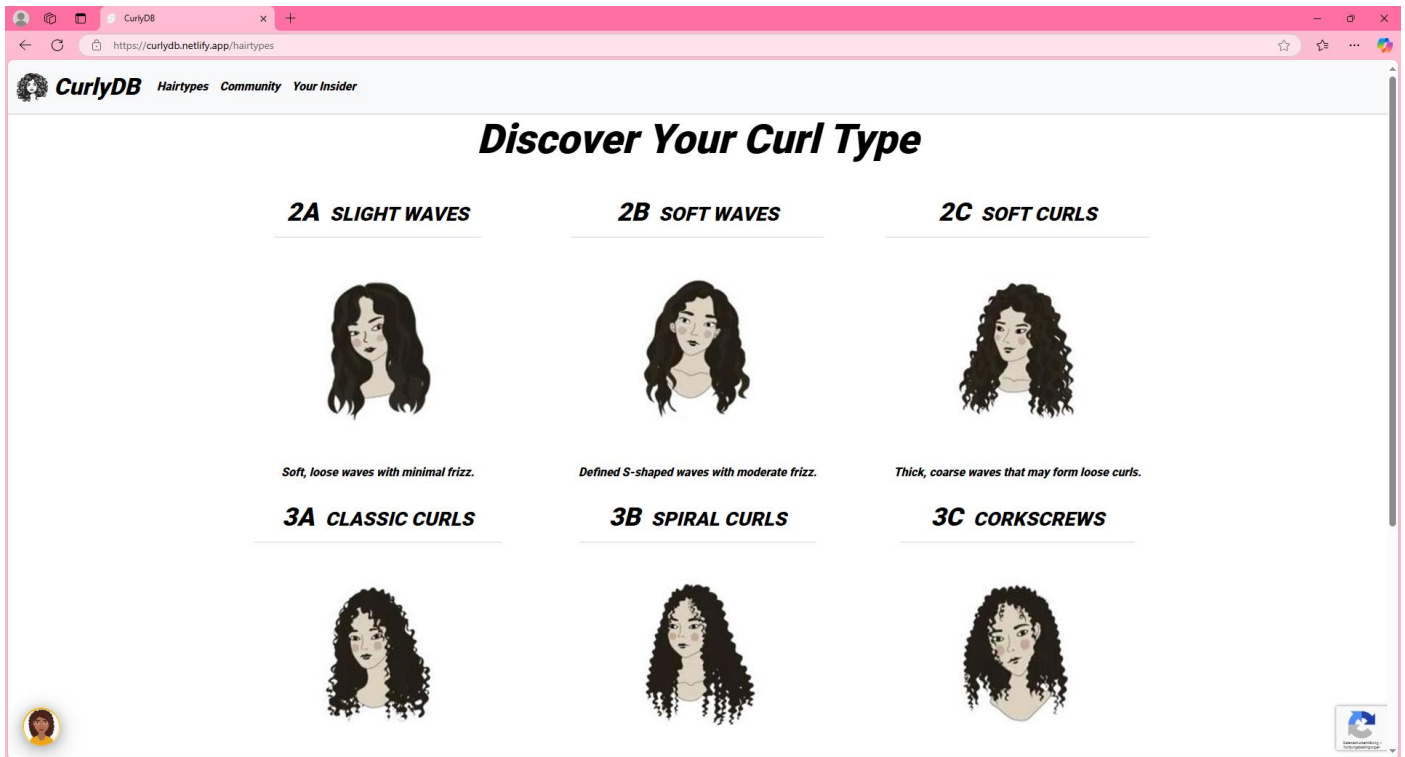 CurlyDB
https://curlydb.netlify.app/hairtypes
CurlyDB Hairtypes Community Your Insider
Discover Your Curl Type
2A SLIGHT WAVES
2B SOFT WAVES
2C SOFT CURLS
Soft, loose waves with minimal frizz.
Defined S-shaped waves with moderate frizz.
Thick, coarse waves that may form loose curls.
3A CLASSIC CURLS
3B SPIRAL CURLS
3C CORKSCREWS
Datenschutzerklärung -
Nutzungsbedingungen